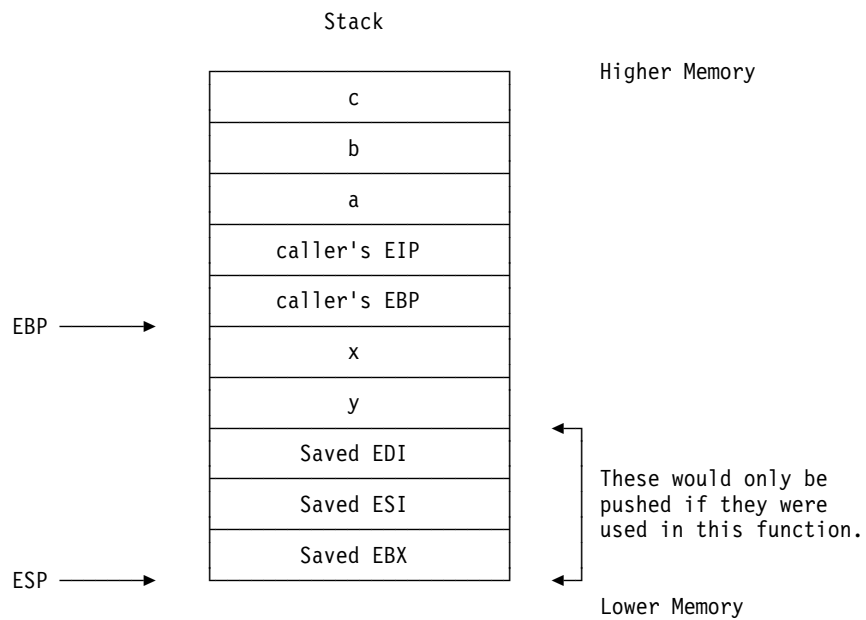 Stack
Higher Memory
c
b
a
caller's EIP
caller's EBP
EBP
x
y
Saved EDI
These would only be
pushed if they were
used in this function.
Saved ESI
Saved EBX
ESP
Lower Memory